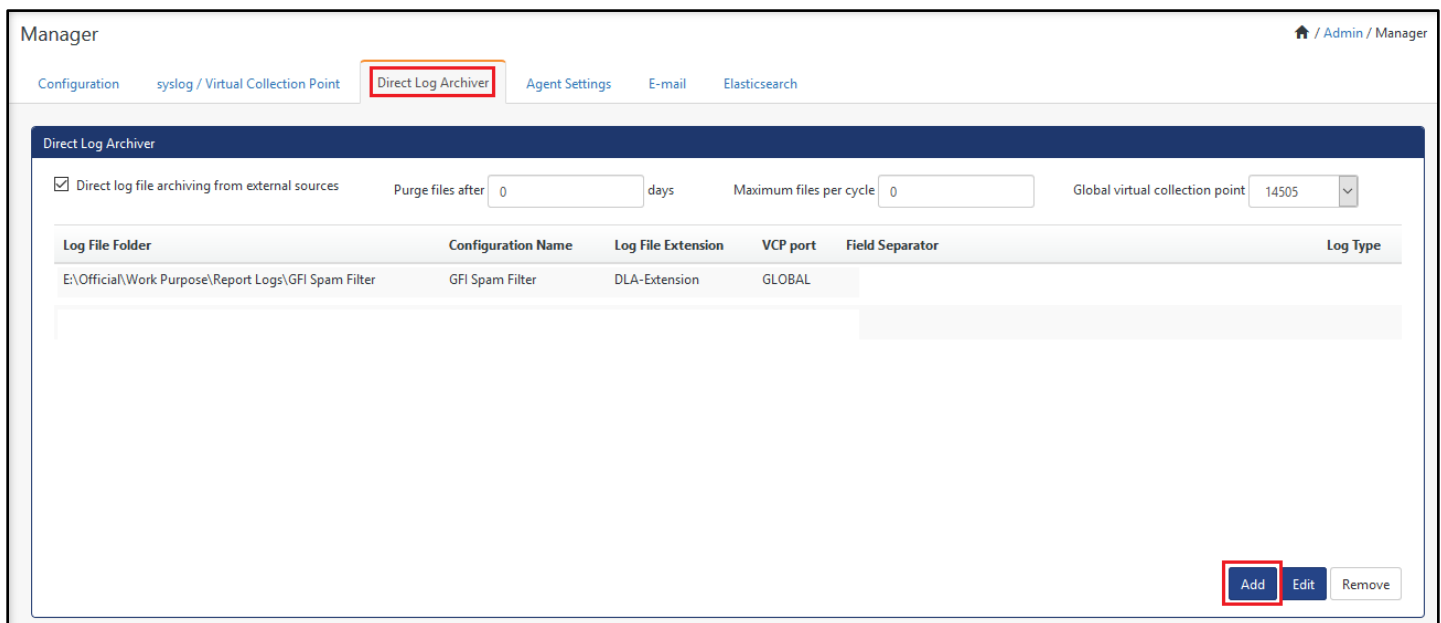 Manager
/ Admin / Manager
Configuration syslog / Virtual Collection Point Direct Log Archiver Agent Settings E-mail Elasticsearch
Direct Log Archiver
Direct log file archiving from external sources Purge files after 0 days Maximum files per cycle 0 Global virtual collection point 14505
Log File Folder Configuration Name Log File Extension VCP port Field Separator Log Type
E:\Official\Work Purpose\Report Logs\GFI Spam Filter GFI Spam Filter DLA-Extension GLOBAL
Add Edit Remove